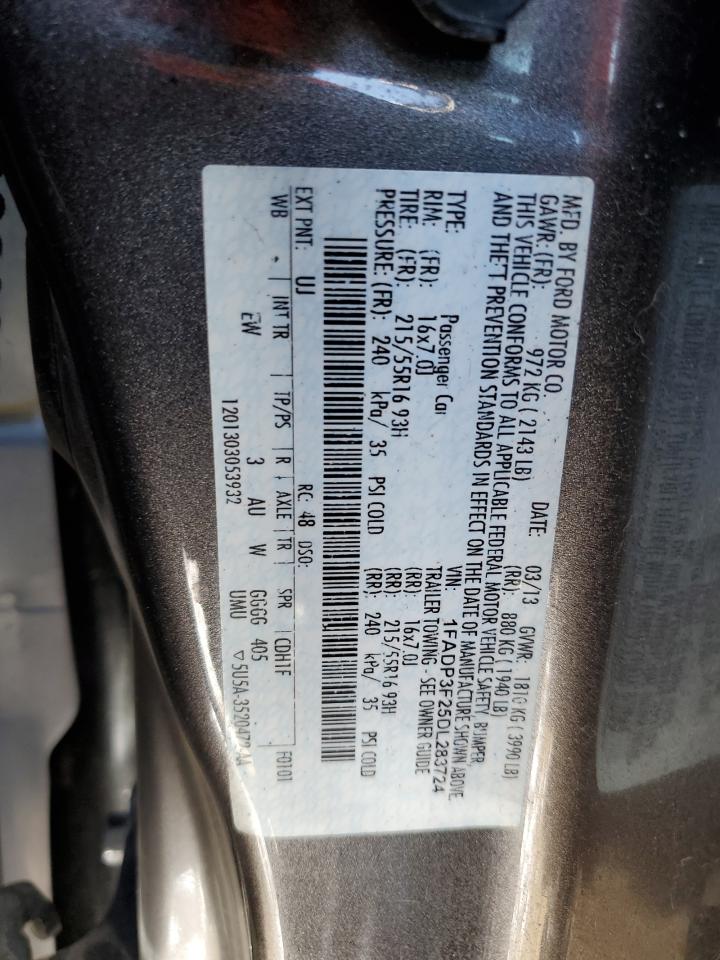 MFD. BY FORD MOTOR CO.
DATE: 03/13 GVWR: 1810 KG ( 3990 LB)
GAWR: (FR): 972 KG ( 2143 LB) (RR): 880 KG ( 1940 LB)
THIS VEHICLE CONFORMS TO ALL APPLICABLE FEDERAL MOTOR VEHICLE SAFETY, BUMPER,
AND THEFT PREVENTION STANDARDS IN EFFECT ON THE DATE OF MANUFACTURE SHOWN ABOVE.
VIN: 1FADP3F25DL283724
TYPE: Passenger Car TRAILER TOWING - SEE OWNER GUIDE
RIM: (FR): 16x7.0J (RR): 16x7.0J
TIRE: (FR): 215/55R16 93H (RR): 215/55R16 93H
PRESSURE: (FR): 240 kPa/ 35 PSI COLD (RR): 240 kPa/ 35 PSI COLD
EXT PNT: UJ RC: 48 DSO: F0101
WB INT TR TP/PS R AXLE TR SPR CDH1F
EW 3 AU W GGGG 405
UMU
1201303053932